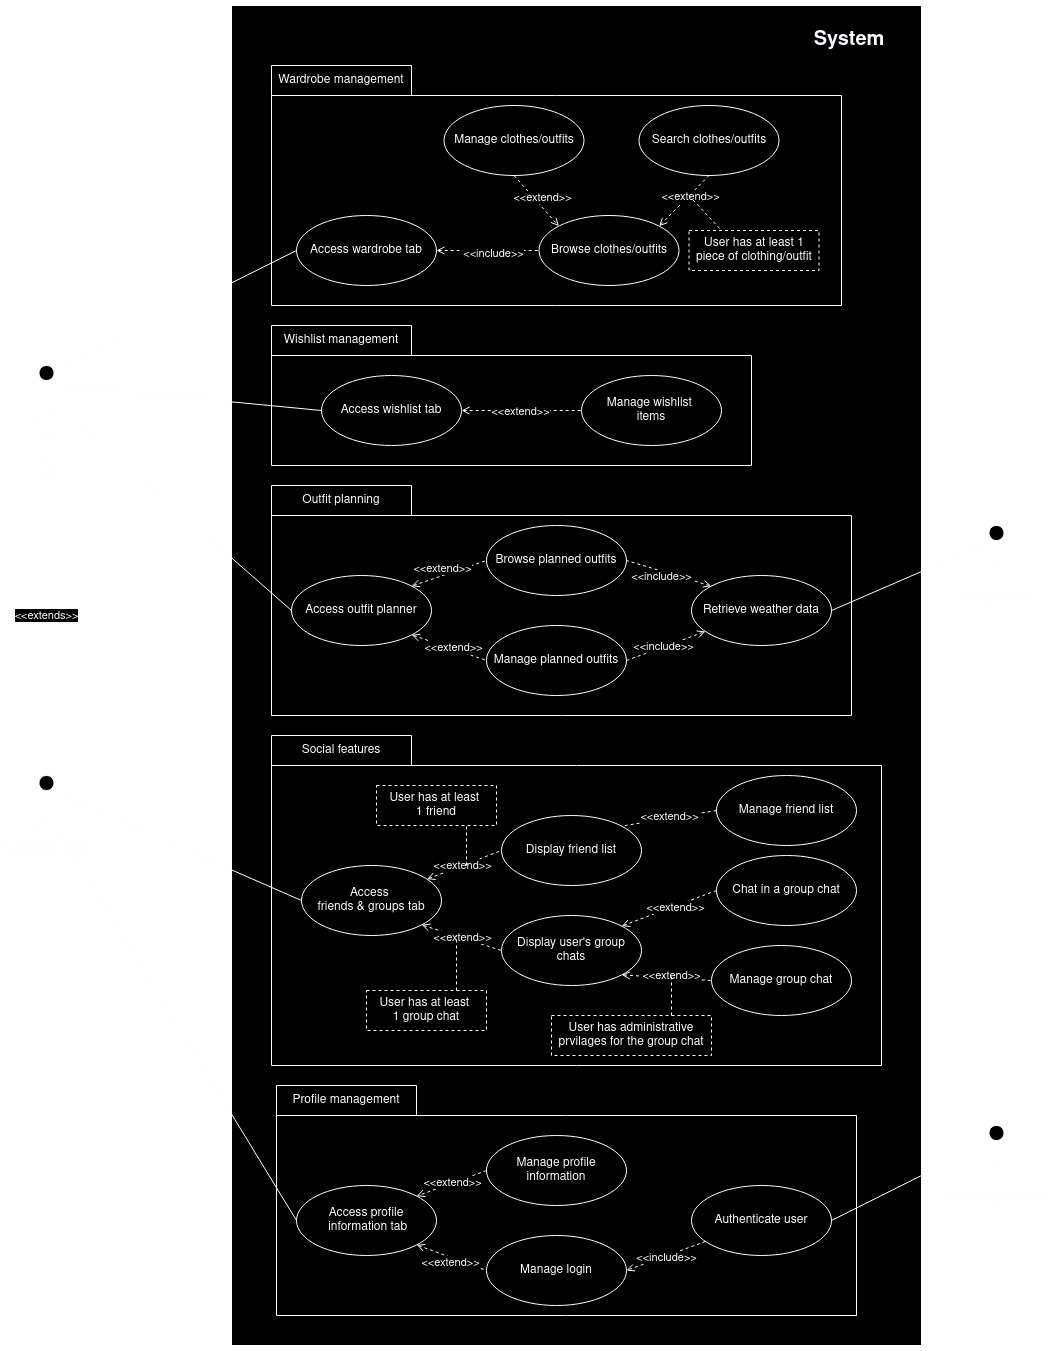 System
Wardrobe management
Manage clothes/outfits
Search clothes/outfits
<<extend>>
<<extend>>
Access wardrobe tab
<<include>>
Browse clothes/outfits
User has at least 1
piece of clothing/outfit
Wishlist management
Access wishlist tab
<<extend>>
Manage wishlist
items
Outfit planning
Browse planned outfits
<<extend>>
<<include>>
Access outfit planner
Retrieve weather data
<<extends>>
<<extend>>
<<include>>
Manage planned outfits
Social features
User has at least
1 friend
Manage friend list
<<extend>>
Display friend list
<<extend>>
Access
friends & groups tab
Chat in a group chat
<<extend>>
<<extend>>
Display user's group
chats
<<extend>>
Manage group chat
User has at least
1 group chat
User has administrative
prvilages for the group chat
Profile management
Manage profile
information
<<extend>>
Access profile
information tab
Authenticate user
<<extend>>
<<include>>
Manage login